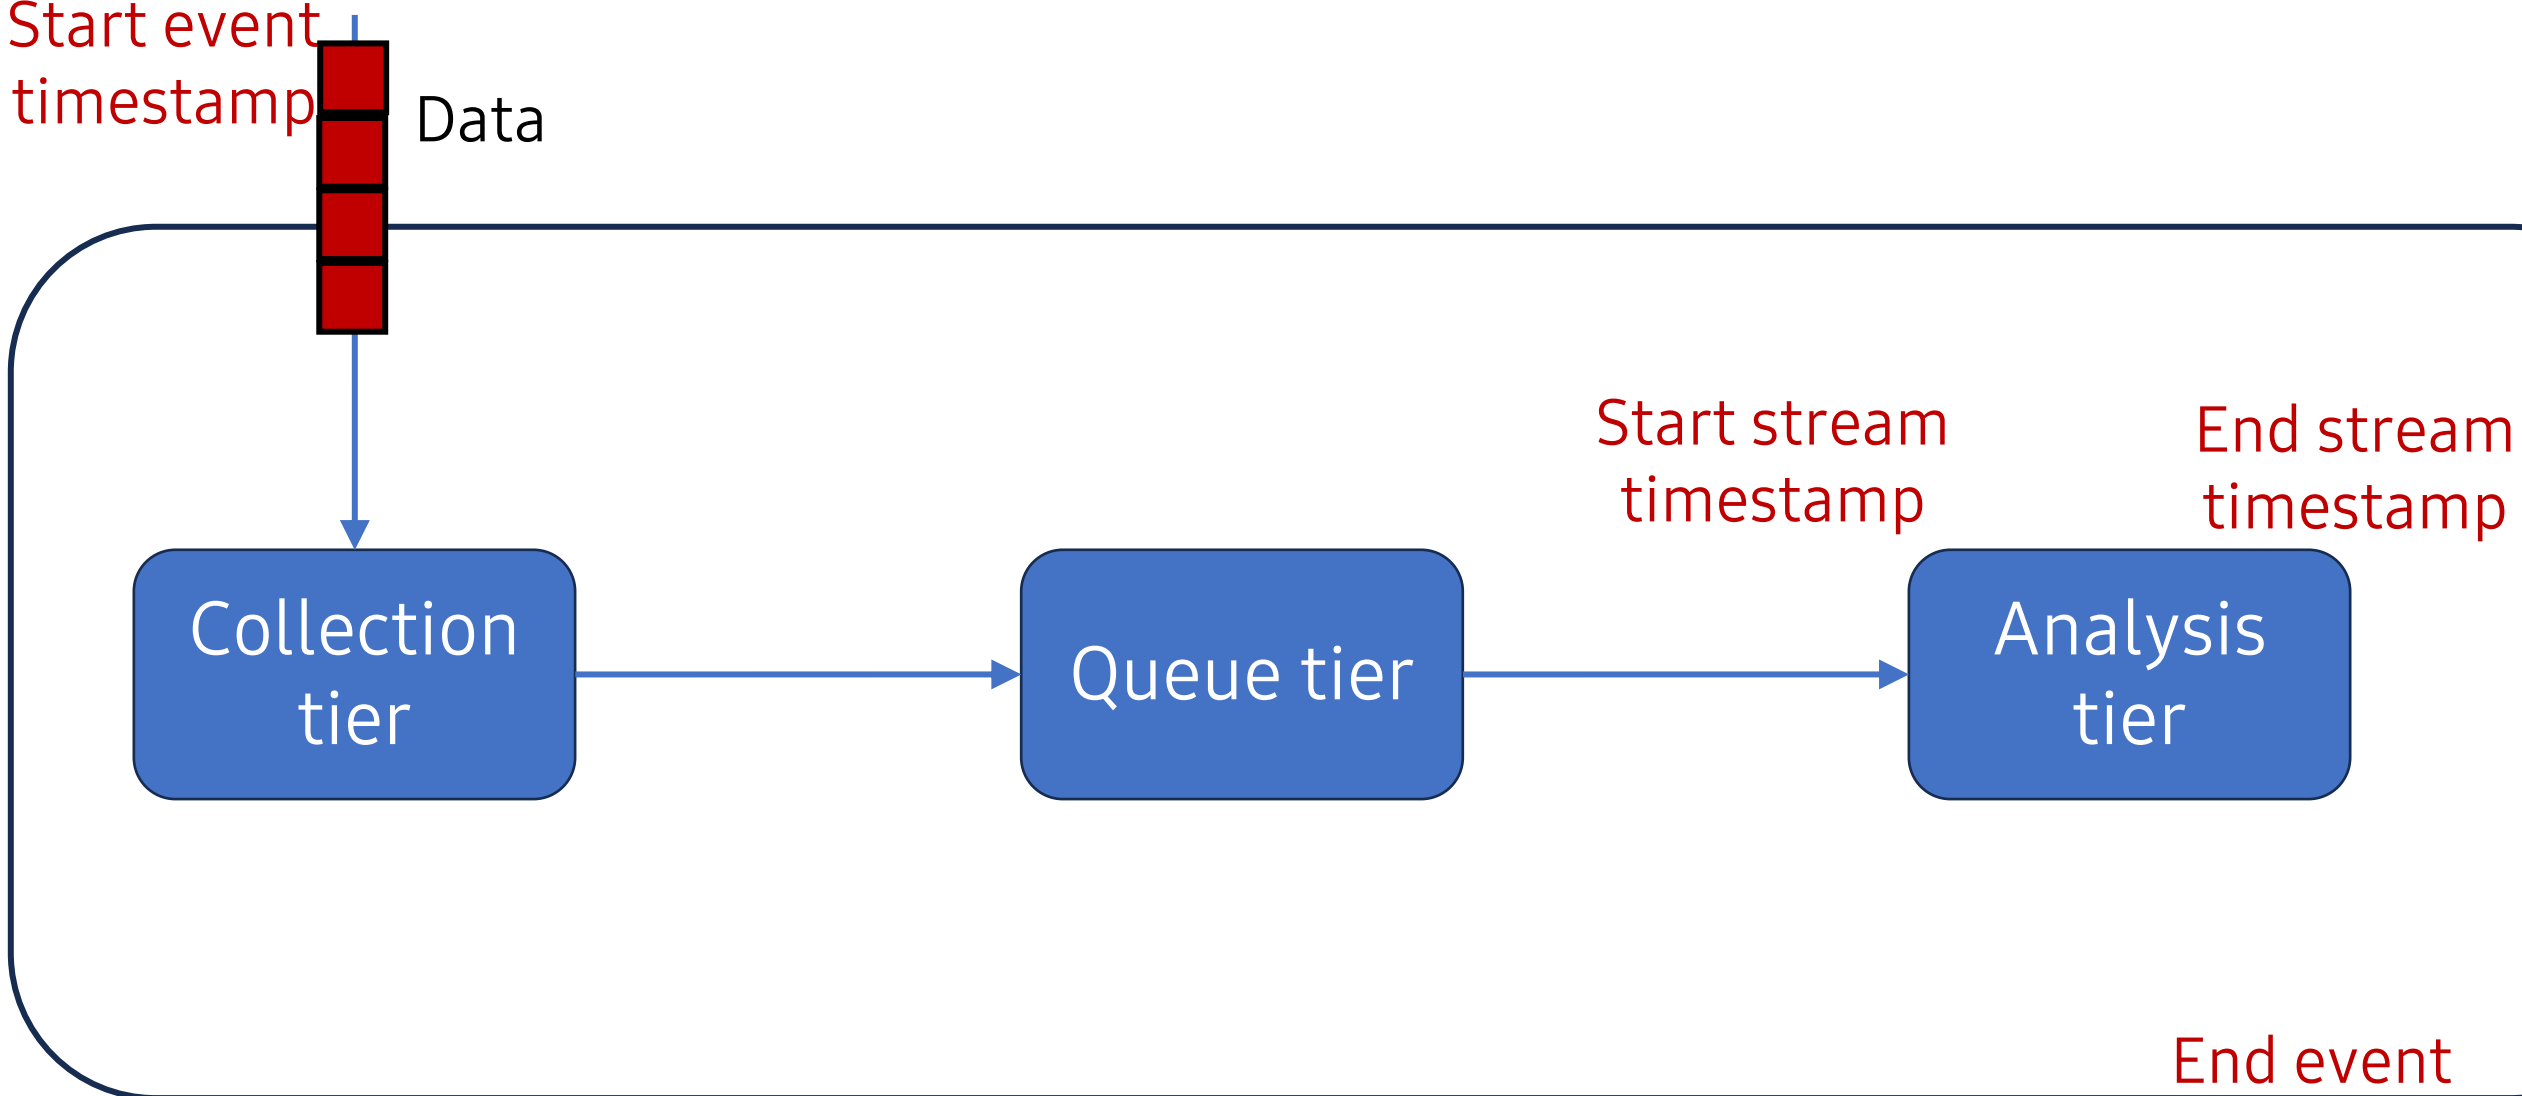 Start event
timestamp
Data
Start stream
timestamp
End stream
timestamp
Collection
tier
Queue tier
Analysis
tier
End event